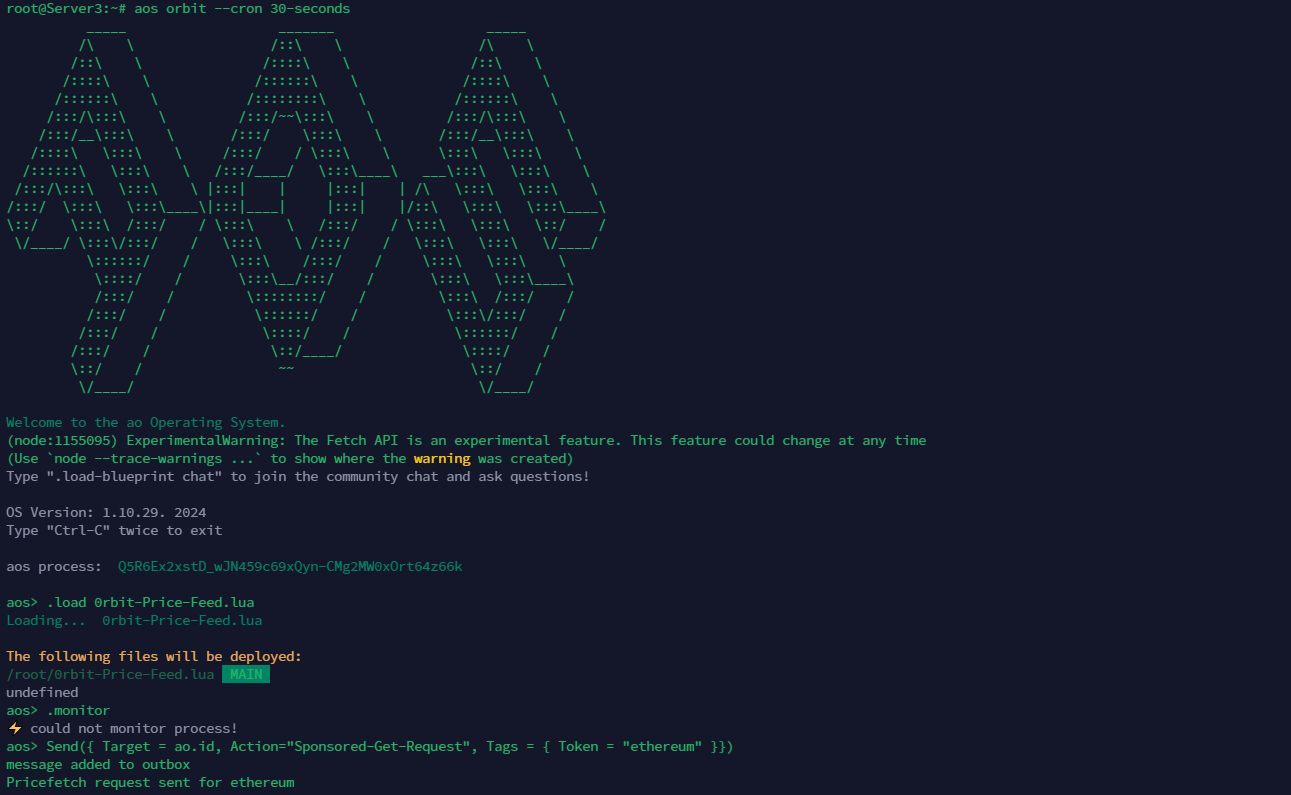 root@Server3:~# aos orbit --cron 30-seconds
Welcome to the ao Operating System.
(node:1155095) ExperimentalWarning: The Fetch API is an experimental feature. This feature could change at any time
(Use `node --trace-warnings ...` to show where the warning was created)
Type ".load-blueprint chat" to join the community chat and ask questions!
OS Version: 1.10.29. 2024
Type "Ctrl-C" twice to exit
aos process:  Q5R6Ex2xstD_wJN459c69xQyn-CMg2MW0xOrt64z66k
aos> .load 0rbit-Price-Feed.lua
Loading...  0rbit-Price-Feed.lua
The following files will be deployed:
/root/0rbit-Price-Feed.lua MAIN
undefined
aos> .monitor
⚡ could not monitor process!
aos> Send({ Target = ao.id, Action="Sponsored-Get-Request", Tags = { Token = "ethereum" }})
message added to outbox
Pricefetch request sent for ethereum